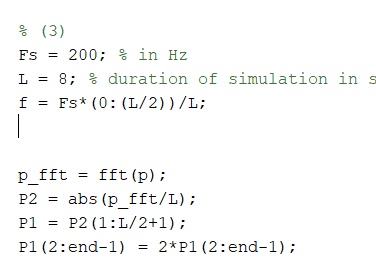 % (3)
Fs = 200; % in Hz
L = 8; % duration of simulation in s
f = Fs*(0:(L/2))/L;
p_fft = fft(p);
P2 = abs(p_fft/L);
P1 = P2(1:L/2+1);
P1(2:end-1) = 2*P1(2:end-1);